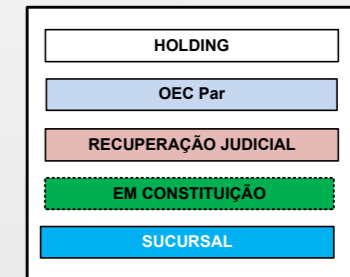 HOLDING
OEC Par
RECUPERAÇÃO JUDICIAL
EM CONSTITUIÇÃO
SUCURSAL